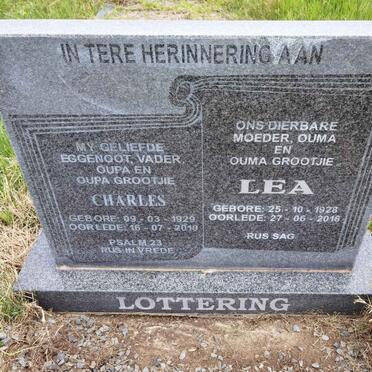 IN TERE HERINNERING AAN
MY GELIEFDE
EGGENOOT, VADER
OUPA EN
OUPA GROOTJIE
CHARLES
GEBORE: 09 - 03 - 1929
OORLEDE: 16 - 07 - 2010
PSALM 23
RUS IN VREDE
ONS DIERBARE
MOEDER, OUMA
EN
OUMA GROOTJIE
LEA
GEBORE: 25 - 10 - 1928
OORLEDE: 27 - 06 - 2016
RUS SAG
LOTTERING